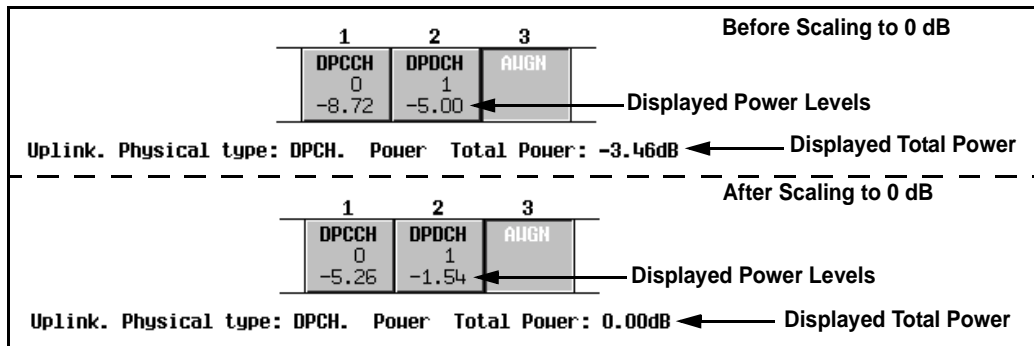 Before Scaling to 0 dB
1 2 3
DPCCH DPDCH AWGN
0 1
-8.72 -5.00 Displayed Power Levels
Uplink. Physical type: DPCH. Power Total Power: -3.46dB Displayed Total Power
After Scaling to 0 dB
1 2 3
DPCCH DPDCH AWGN
0 1
-5.26 -1.54 Displayed Power Levels
Uplink. Physical type: DPCH. Power Total Power: 0.00dB Displayed Total Power